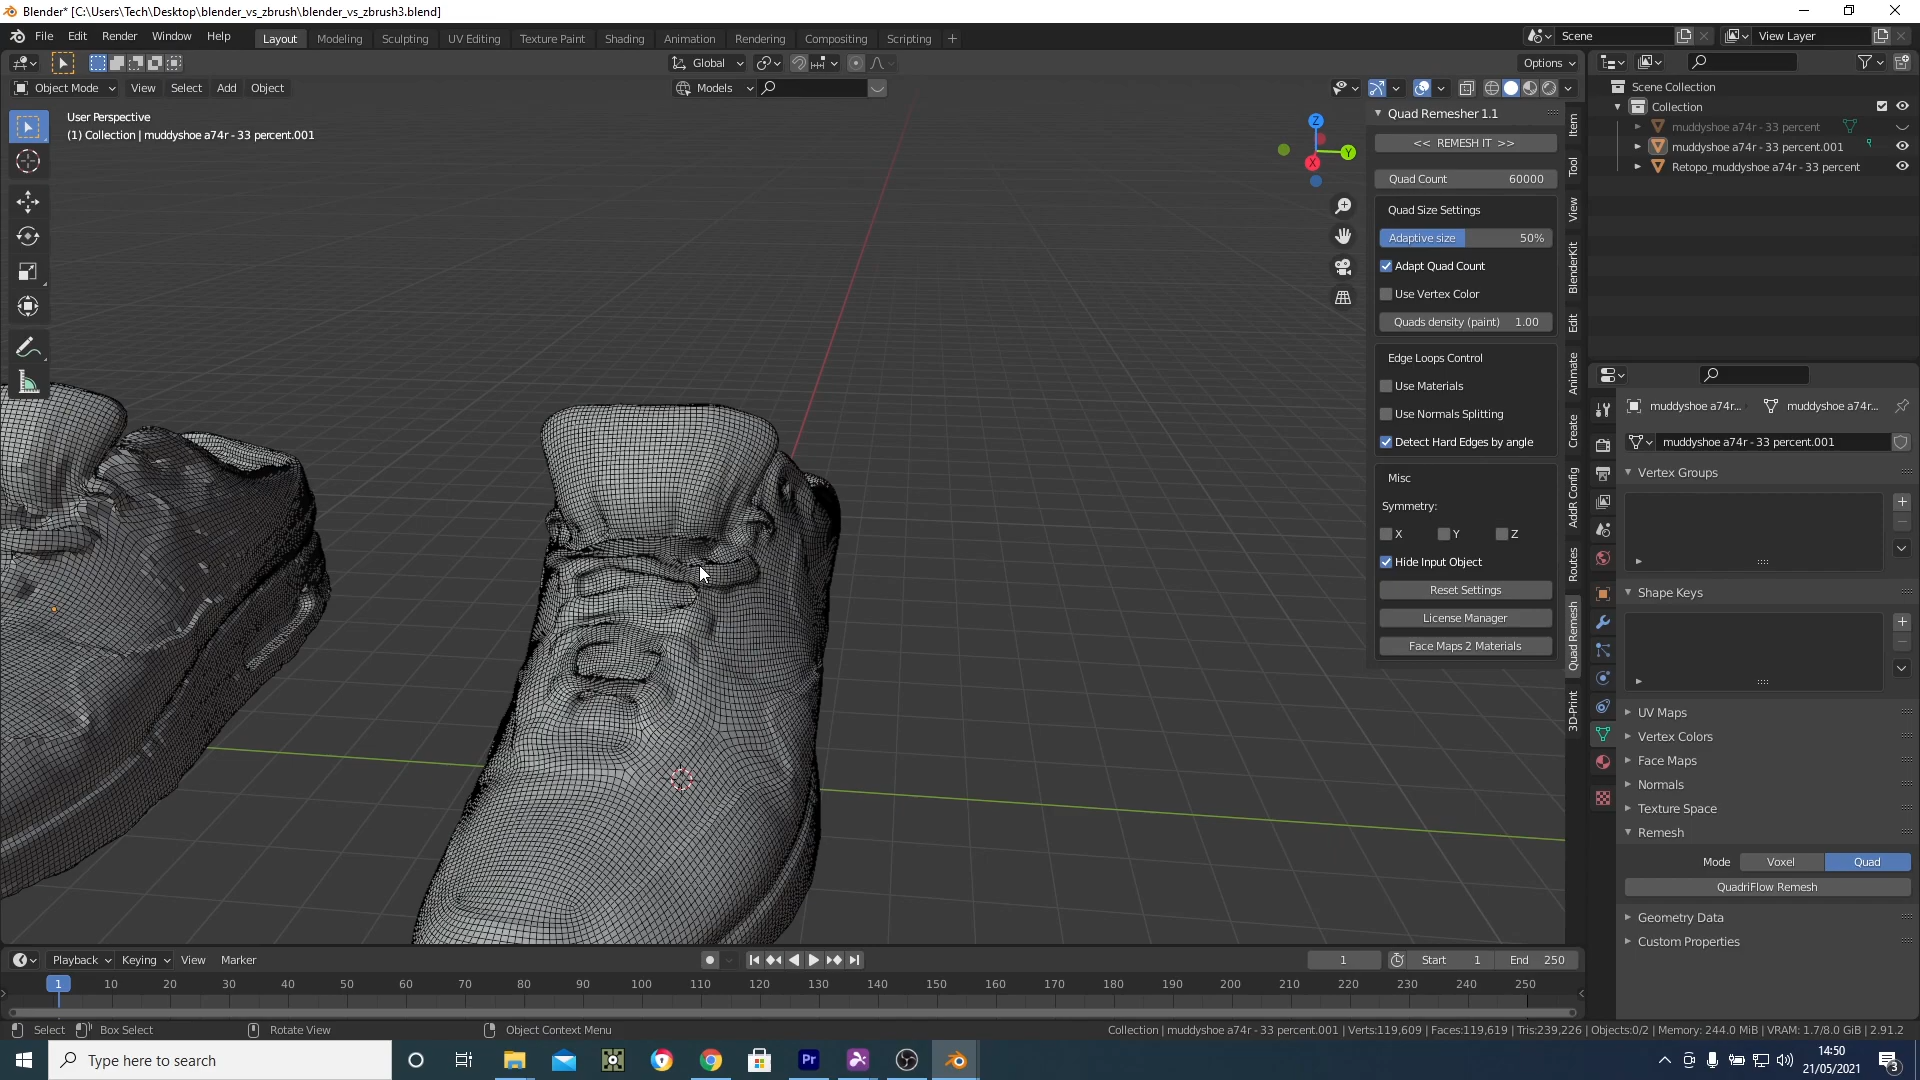 Blender* [C:\Users\Tech\Desktop\blender_vs_zbrush\blender_vs_zbrush3.blend]
File Edit Render Window Help Layout Modeling Sculpting UV Editing Texture Paint Shading Animation Rendering Compositing Scripting + Scene View Layer
Global Options
Object Mode View Select Add Object Models
User Perspective
(1) Collection | muddyshoe a74r - 33 percent.001
Z
Y
X
Quad Remesher 1.1
<< REMESH IT >>
Quad Count 60000
Quad Size Settings
Adaptive size 50%
Adapt Quad Count
Use Vertex Color
Quads density (paint) 1.00
Edge Loops Control
Use Materials
Use Normals Splitting
Detect Hard Edges by angle
Misc
Symmetry:
X Y Z
Hide Input Object
Reset Settings
License Manager
Face Maps 2 Materials
Item
Tool
View
BlenderKit
Edit
Animate
Create
AddR Config
Routes
Quad Remesh
3D-Print
Scene Collection
Collection
muddyshoe a74r - 33 percent
muddyshoe a74r - 33 percent.001
Retopo_muddyshoe a74r - 33 percent
muddyshoe a74r... muddyshoe a74r...
muddyshoe a74r - 33 percent.001
Vertex Groups
Shape Keys
UV Maps
Vertex Colors
Face Maps
Normals
Texture Space
Remesh
Mode Voxel Quad
QuadriFlow Remesh
Geometry Data
Custom Properties
Playback Keying View Marker 1 Start 1 End 250
1 10 20 30 40 50 60 70 80 90 100 110 120 130 140 150 160 170 180 190 200 210 220 230 240 250
Select Box Select Rotate View Object Context Menu Collection | muddyshoe a74r - 33 percent.001 | Verts:119,609 | Faces:119,619 | Tris:239,226 | Objects:0/2 | Memory: 244.0 MiB | VRAM: 1.7/8.0 GiB | 2.91.2
Type here to search
Pr
14:50
21/05/2021
3